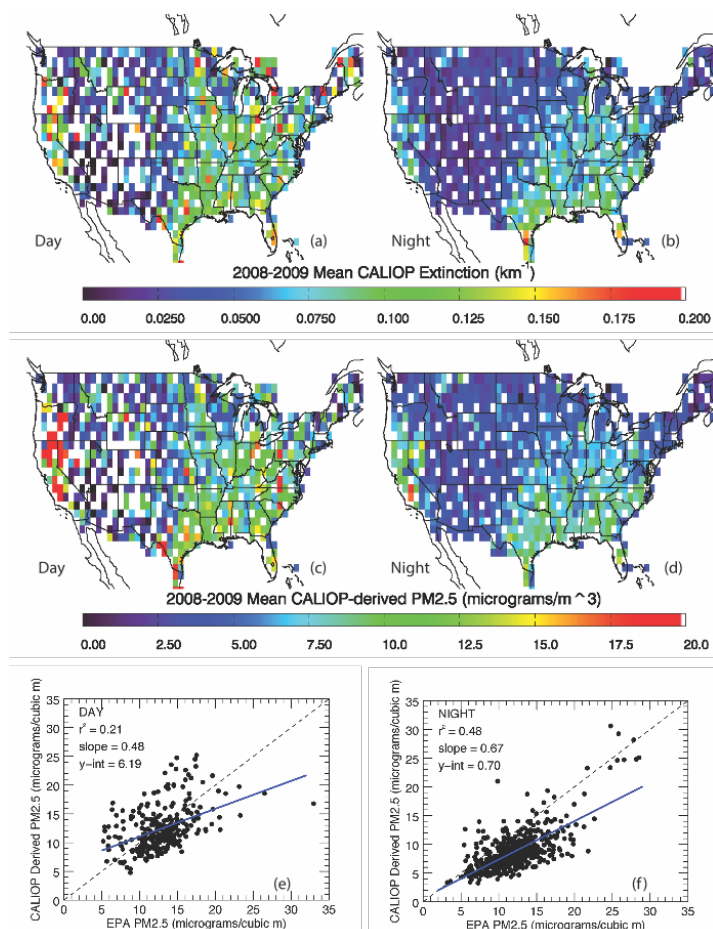 Day
(a)
Night
(b)
2008-2009 Mean CALIOP Extinction (km⁻¹)
0.00 0.0250 0.0500 0.0750 0.100 0.125 0.150 0.175 0.200
Day
(c)
Night
(d)
2008-2009 Mean CALIOP-derived PM2.5 (micrograms/m^3)
0.00 2.50 5.00 7.50 10.0 12.5 15.0 17.5 20.0
CALIOP Derived PM2.5 (micrograms/cubic m)
35
30
25
20
15
10
5
0
DAY
r² = 0.21
slope = 0.48
y-int = 6.19
(e)
0 5 10 15 20 25 30 35
EPA PM2.5 (micrograms/cubic m)
CALIOP Derived PM2.5 (micrograms/cubic m)
35
30
25
20
15
10
5
0
NIGHT
r² = 0.48
slope = 0.67
y-int = 0.70
(f)
0 5 10 15 20 25 30 35
EPA PM2.5 (micrograms/cubic m)